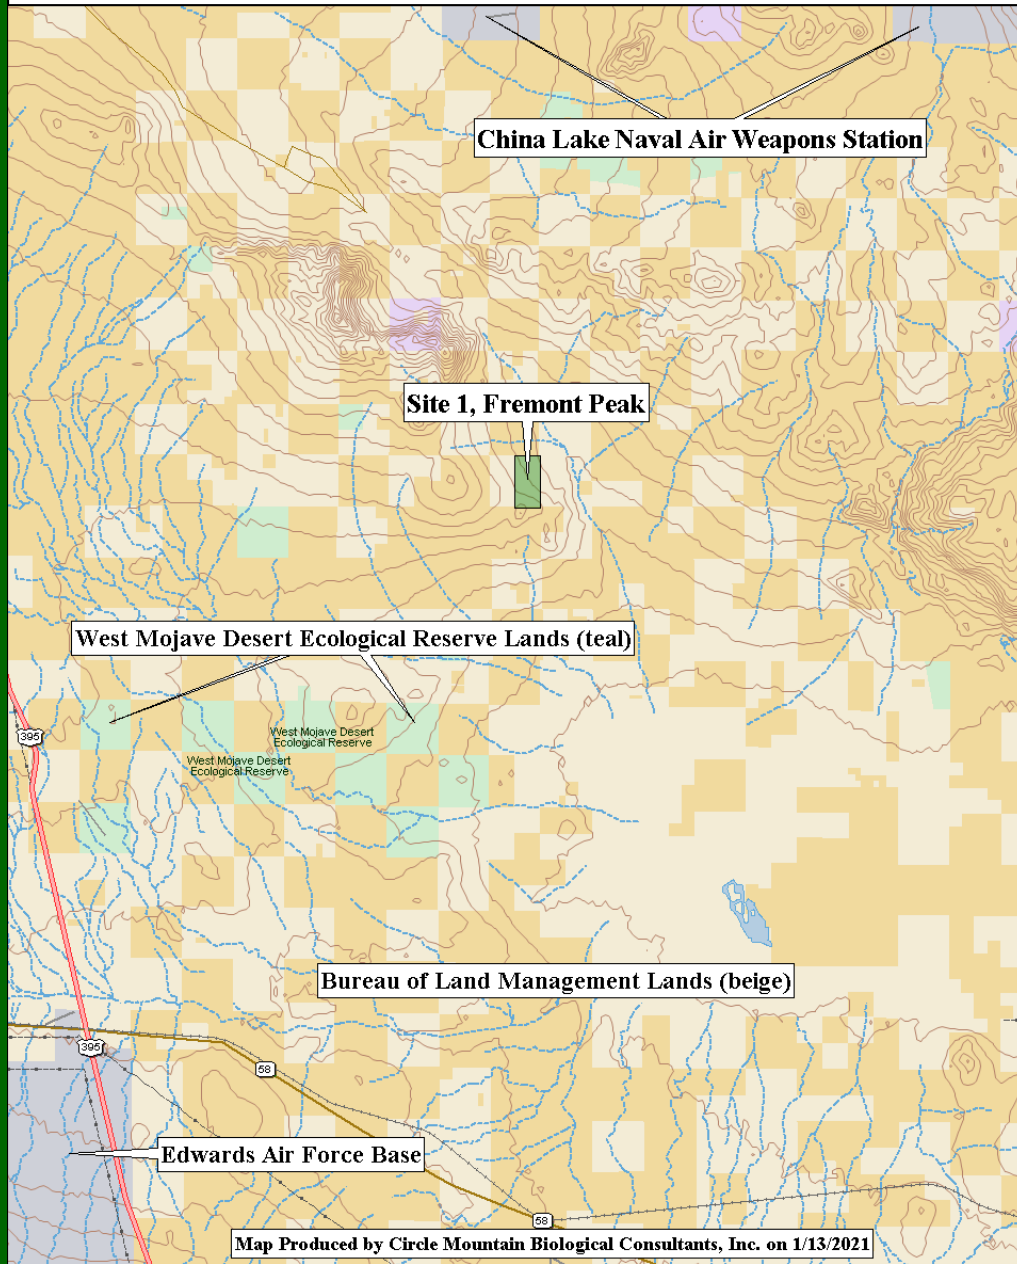 China Lake Naval Air Weapons Station
Site 1, Fremont Peak
West Mojave Desert Ecological Reserve Lands (teal)
395
West Mojave Desert
Ecological Reserve
West Mojave Desert
Ecological Reserve
Bureau of Land Management Lands (beige)
395
58
Edwards Air Force Base
58
Map Produced by Circle Mountain Biological Consultants, Inc. on 1/13/2021